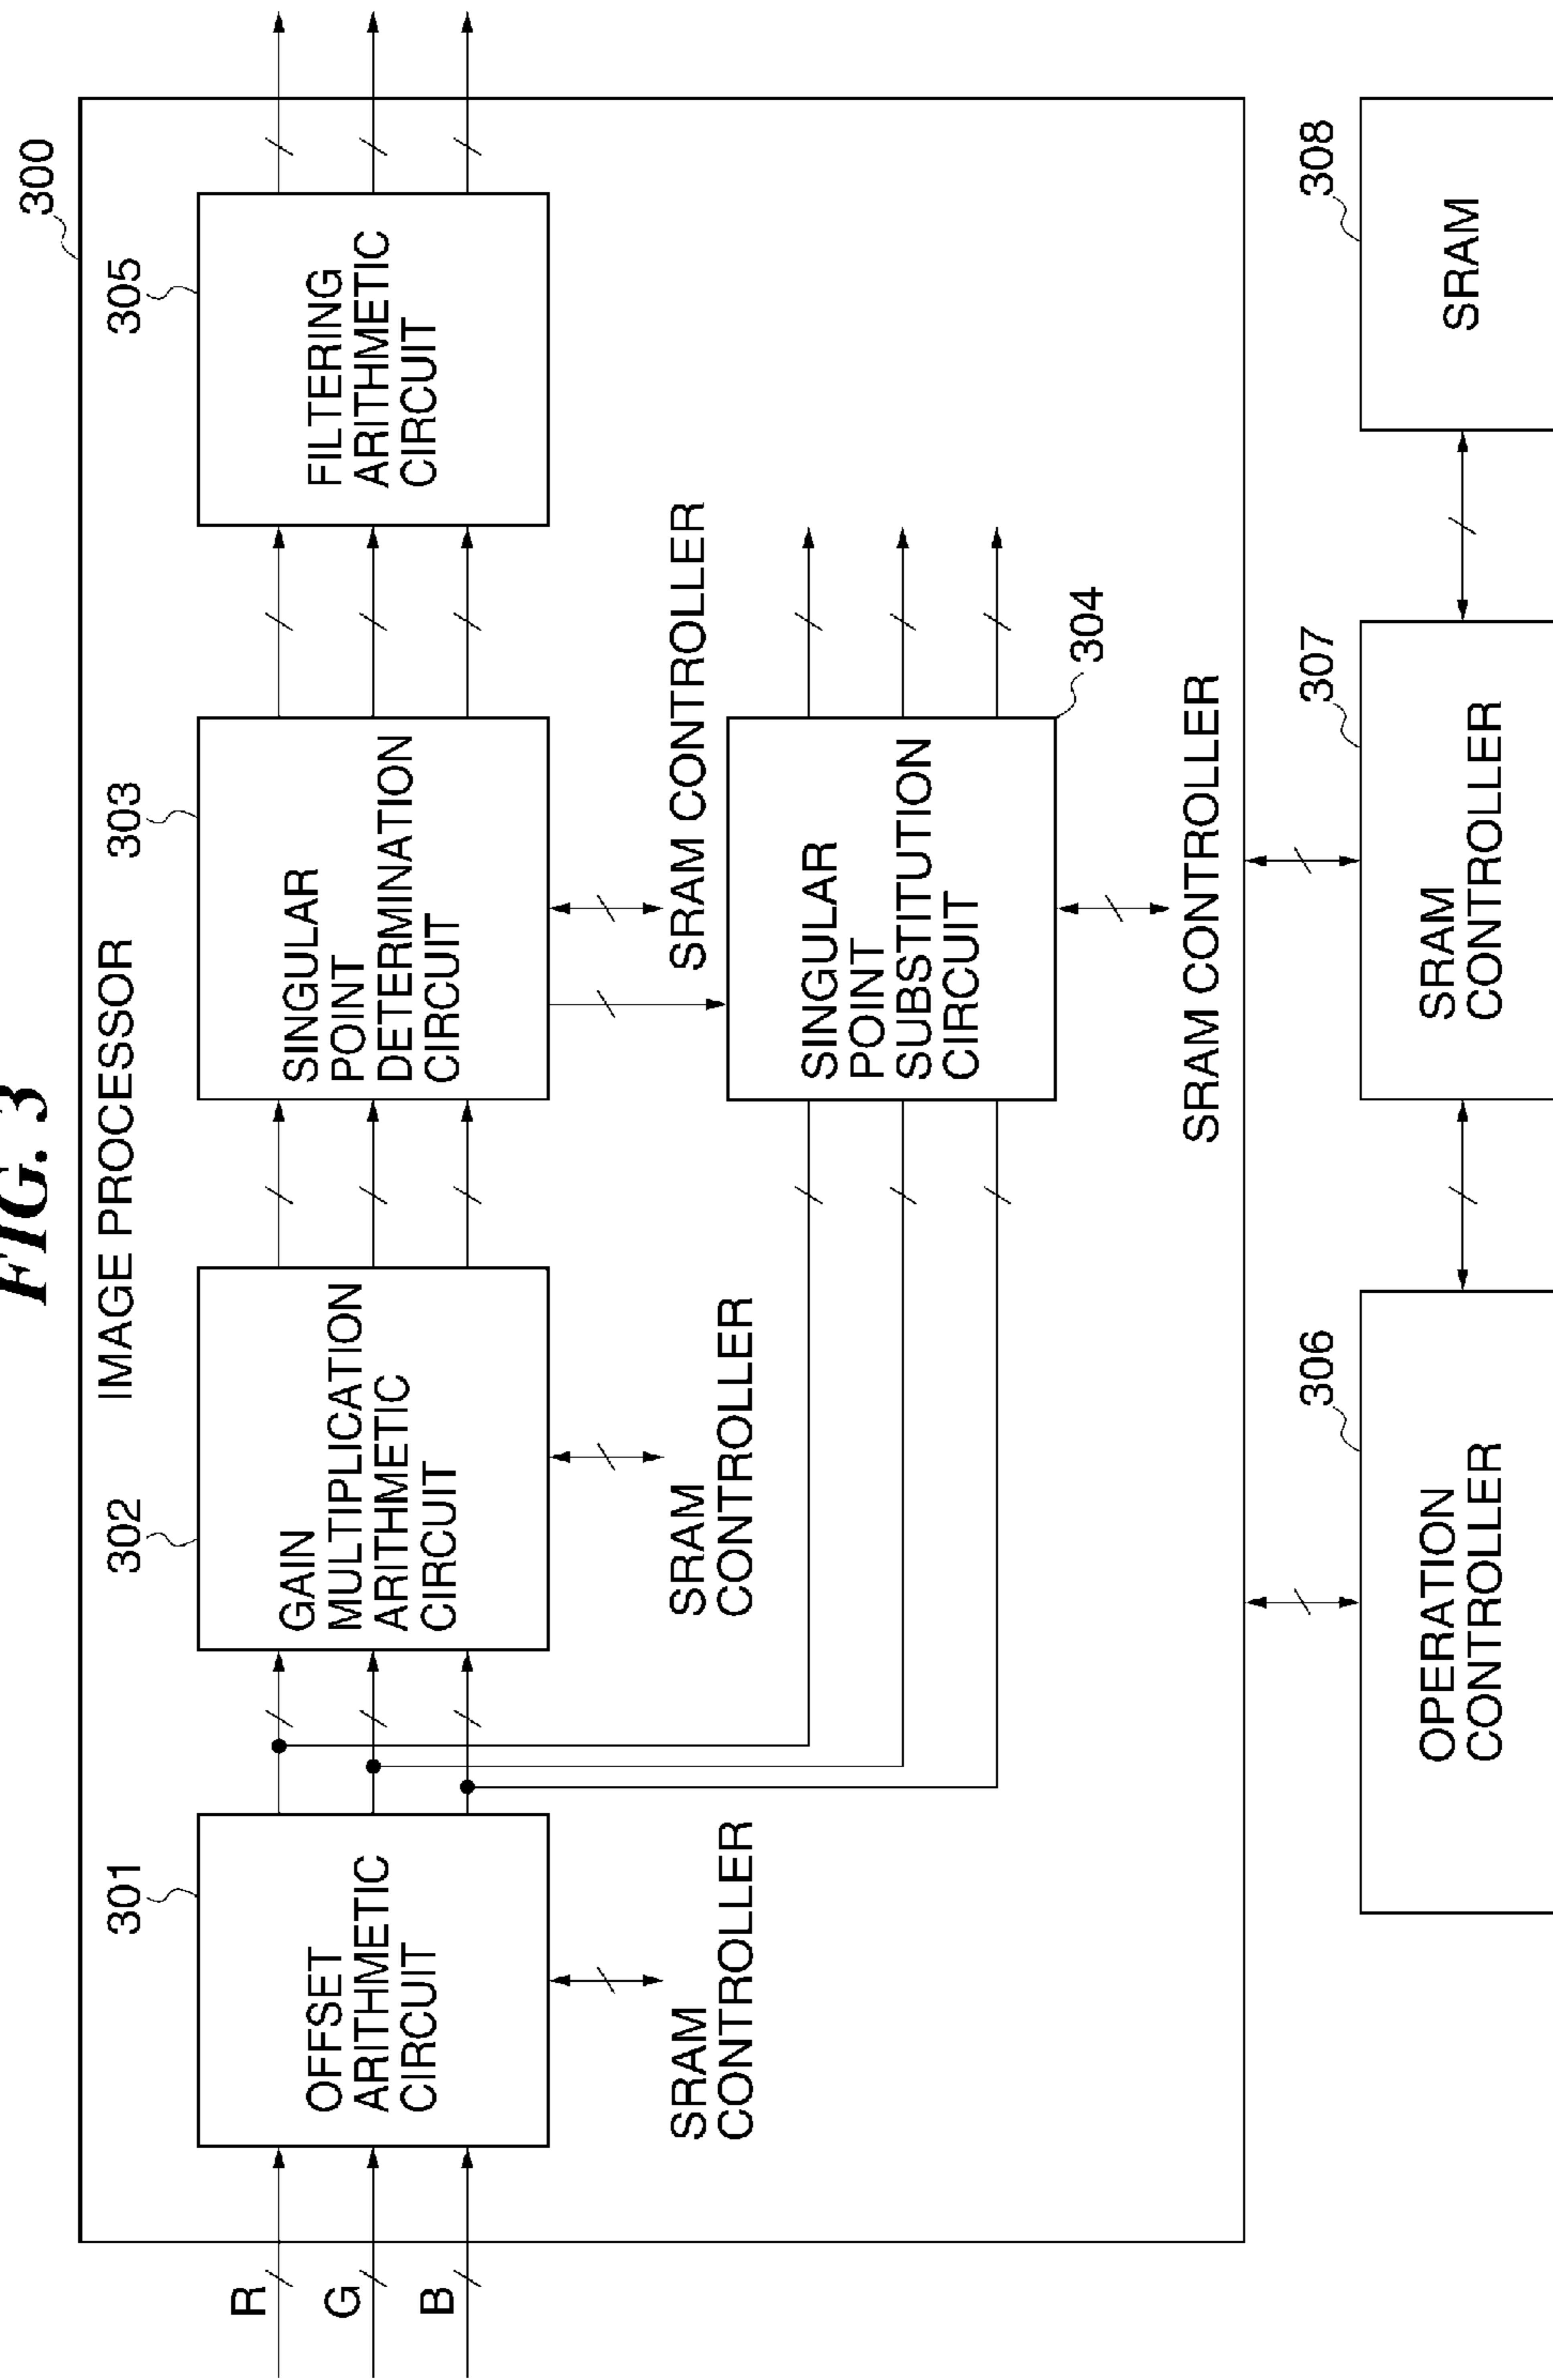 FIG. 3
300
IMAGE PROCESSOR
301
302
303
305
R
G
B
OFFSET
ARITHMETIC
CIRCUIT
GAIN
MULTIPLICATION
ARITHMETIC
CIRCUIT
SINGULAR
POINT
DETERMINATION
CIRCUIT
FILTERING
ARITHMETIC
CIRCUIT
SRAM
CONTROLLER
SRAM
CONTROLLER
SRAM CONTROLLER
SINGULAR
POINT
SUBSTITUTION
CIRCUIT
304
SRAM CONTROLLER
306
307
308
OPERATION
CONTROLLER
SRAM
CONTROLLER
SRAM